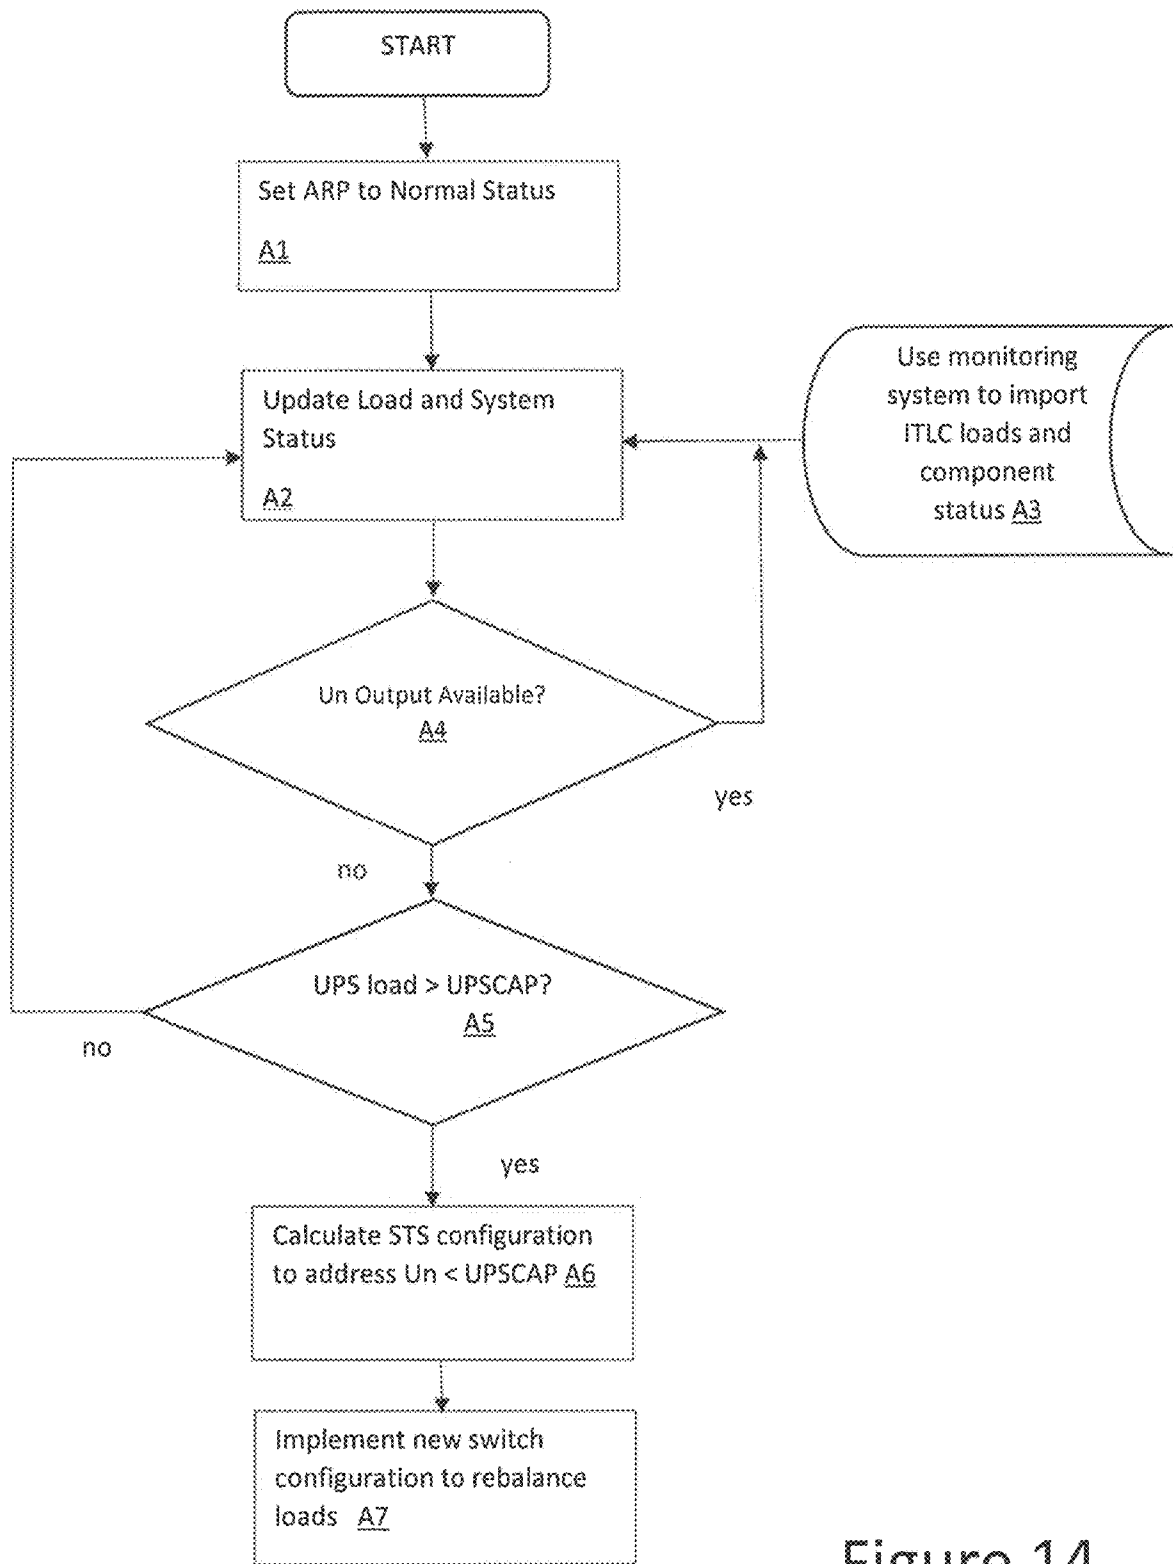 START
Set ARP to Normal Status
A1
Update Load and System
Status
A2
Use monitoring
system to import
ITLC loads and
component
status A3
Un Output Available?
A4
yes
no
UPS load > UPSCAP?
A5
no
yes
Calculate STS configuration
to address Un < UPSCAP A6
Implement new switch
configuration to rebalance
loads A7
Figure 14